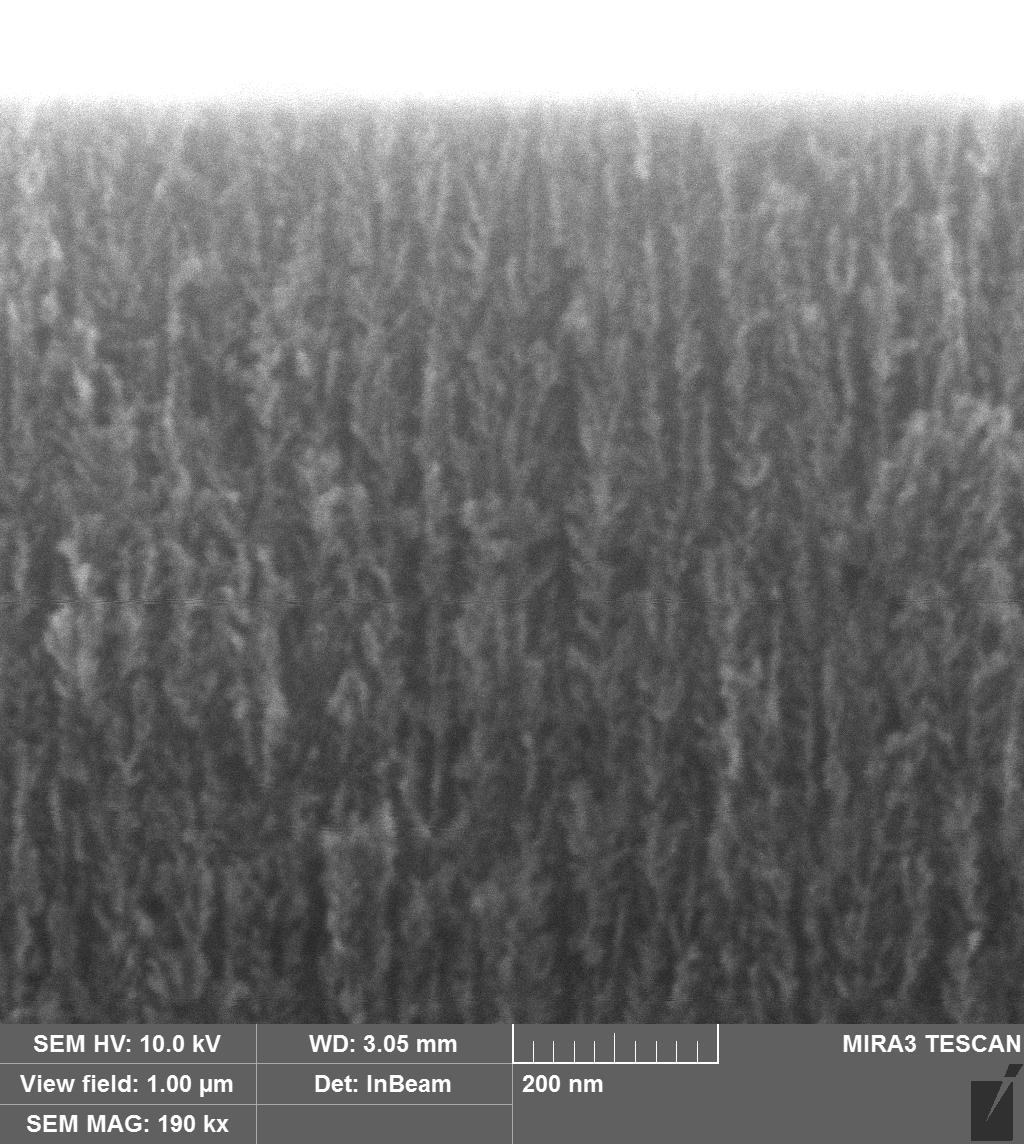 SEM HV: 10.0 kV
WD: 3.05 mm
MIRA3 TESCAN
View field: 1.00 µm
Det: InBeam
200 nm
SEM MAG: 190 kx